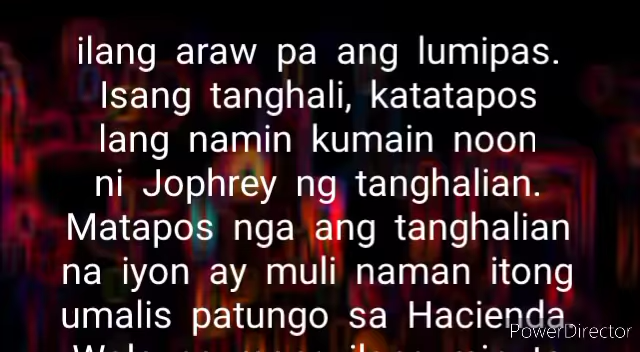 ilang araw pa ang lumipas.
Isang tanghali, katatapos
lang namin kumain noon
ni Jophrey ng tanghalian.
Matapos nga ang tanghalian
na iyon ay muli naman itong
umalis patungo sa Hacienda.
PowerDirector